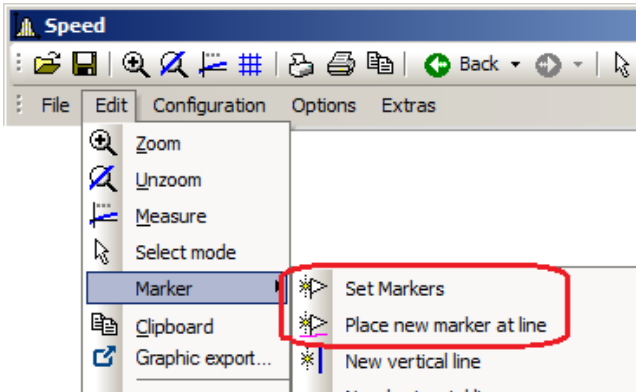 Speed
Back
File Edit Configuration Options Extras
Zoom
Unzoom
Measure
Select mode
Marker
Set Markers
Clipboard
Place new marker at line
Graphic export...
New vertical line